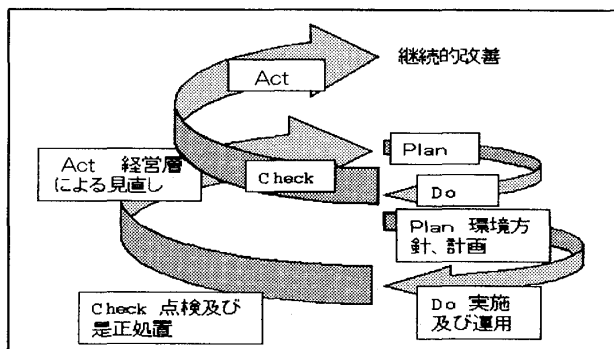 継続的改善
Act
Plan
Act 経営層
による見直し
Check
Do
Plan 環境方
針、計画
Check 点検及び
是正処置
Do 実施
及び運用